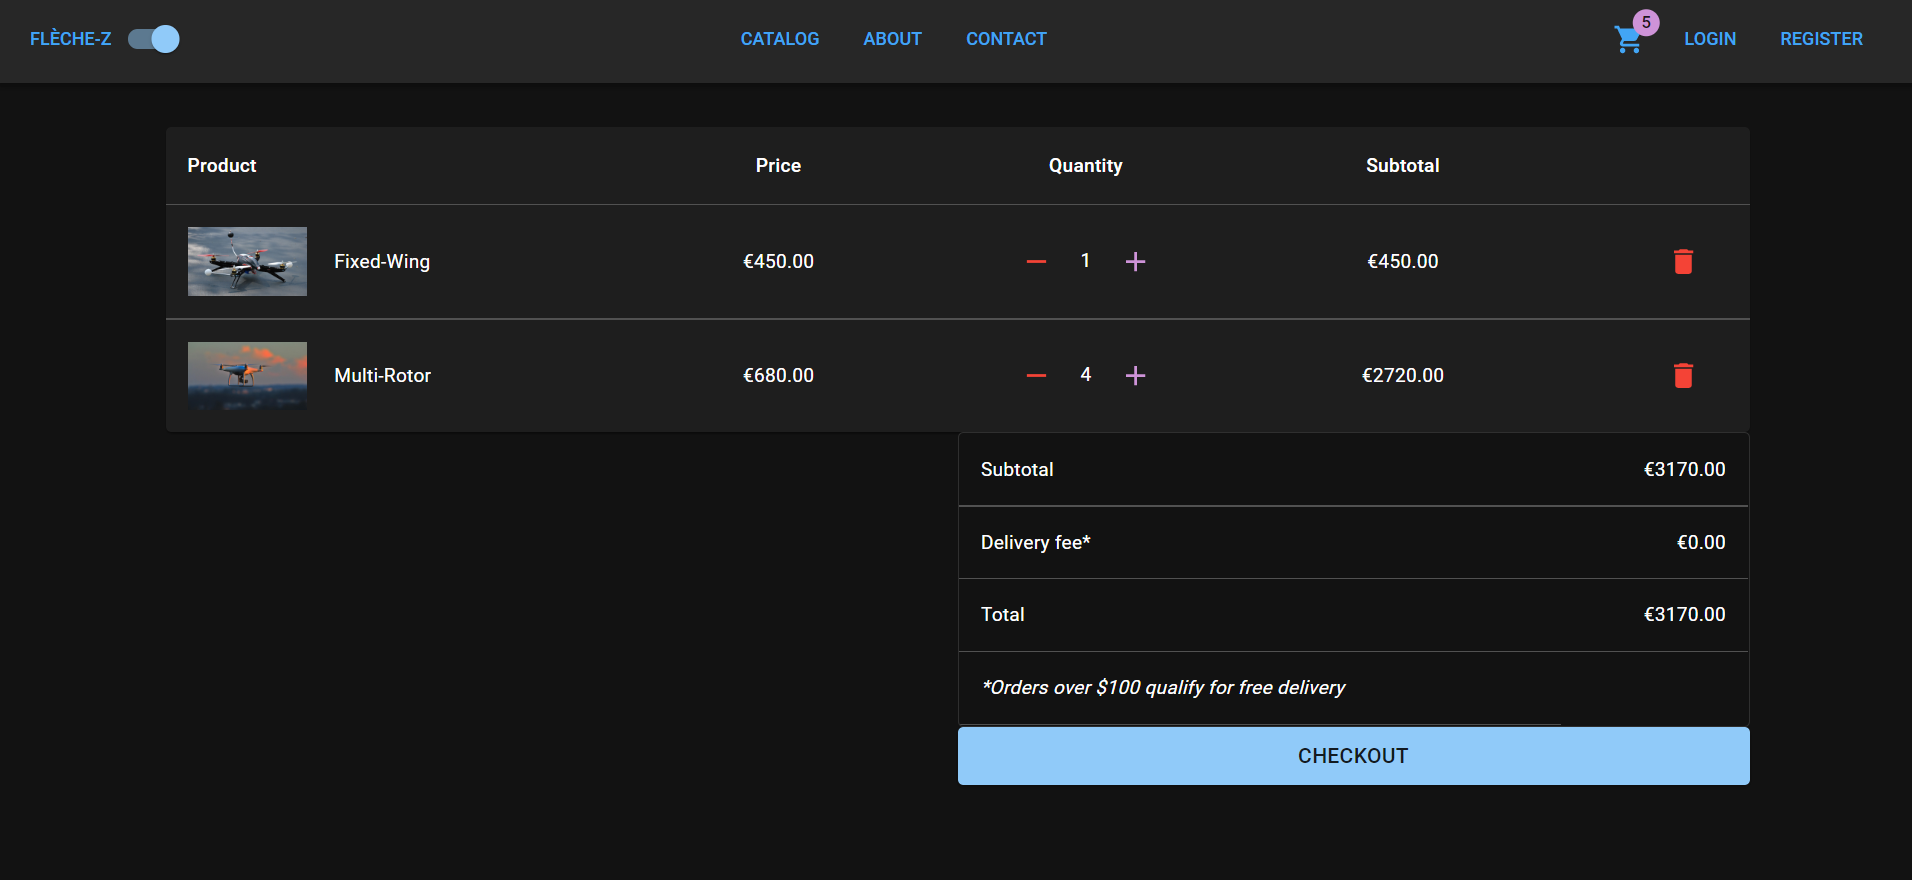 FLÈCHE-Z CATALOG ABOUT CONTACT 5 LOGIN REGISTER
Product Price Quantity Subtotal
Fixed-Wing €450.00 1 €450.00
Multi-Rotor €680.00 4 €2720.00
Subtotal €3170.00
Delivery fee* €0.00
Total €3170.00
*Orders over $100 qualify for free delivery
CHECKOUT